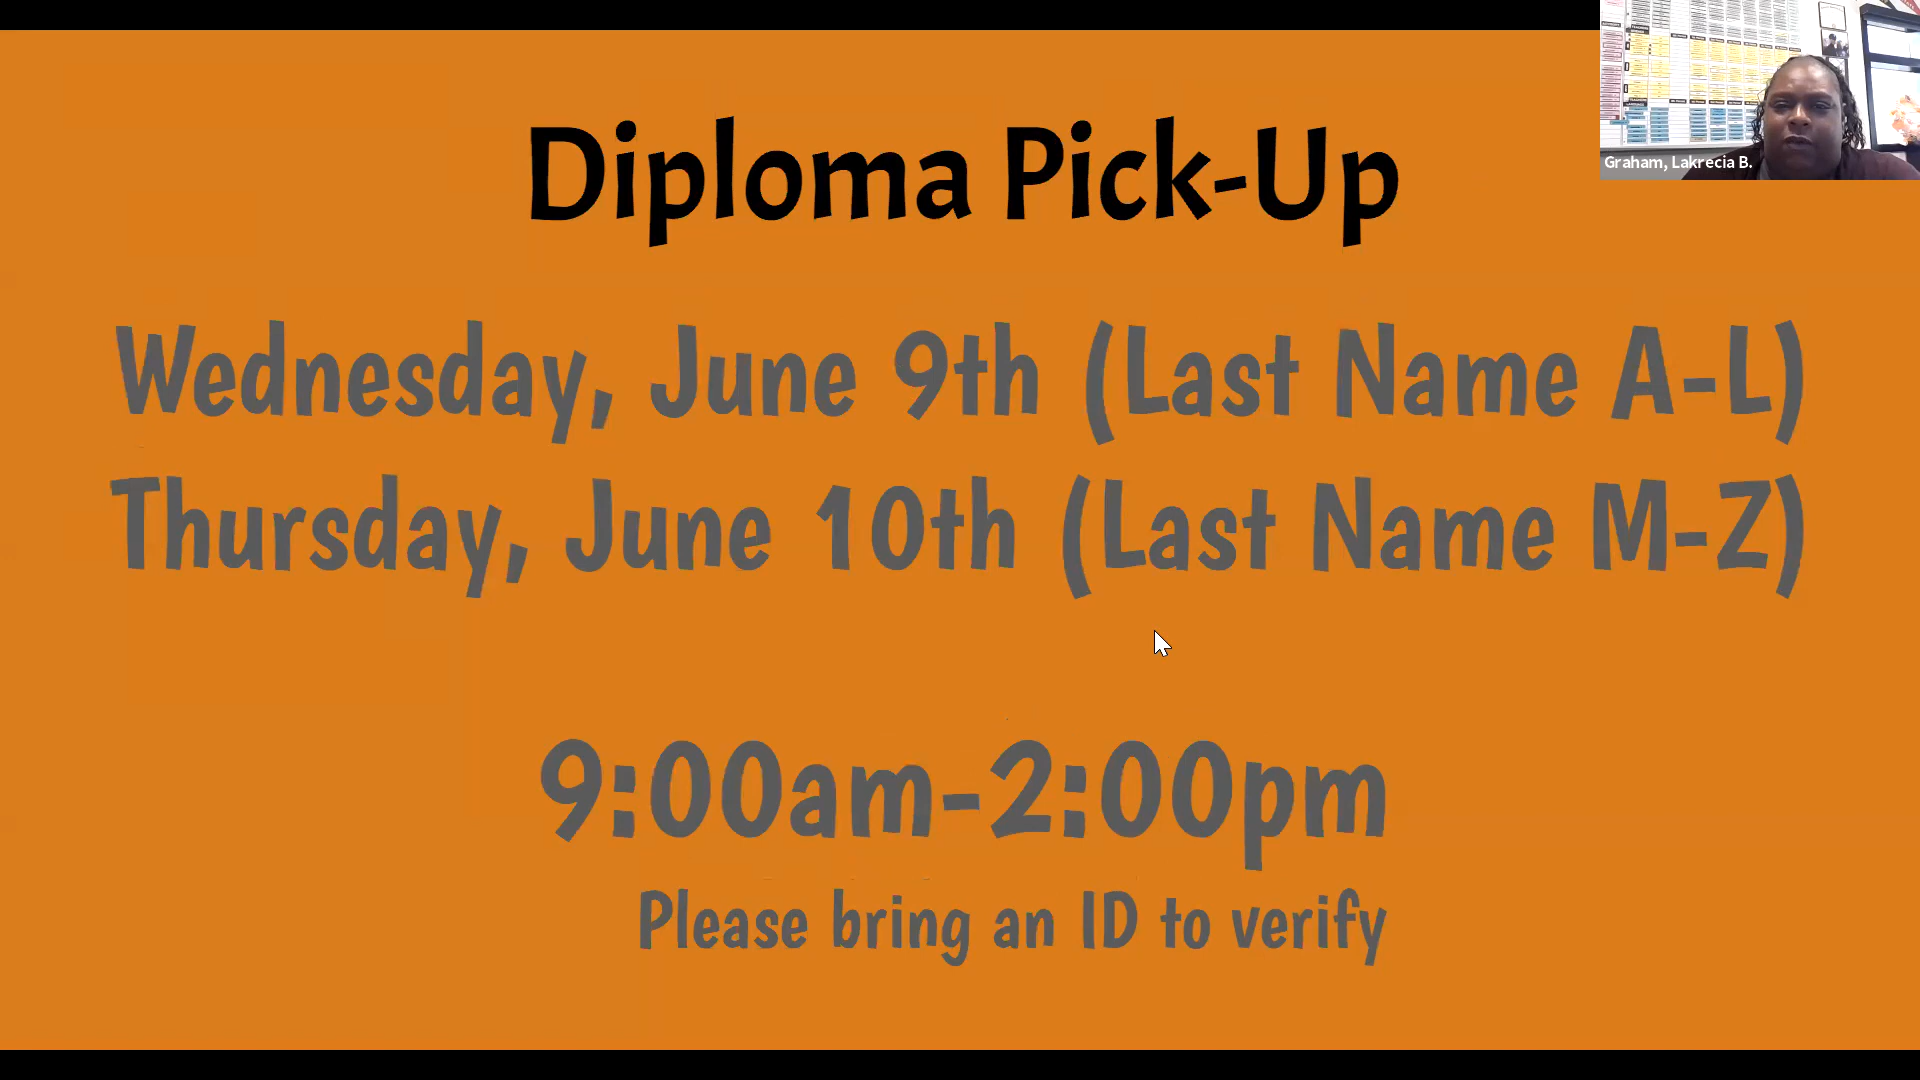 Diploma Pick-Up
Graham, Lakrecia B.
Wednesday, June 9th (Last Name A-L)
Thursday, June 10th (Last Name M-Z)
9:00am-2:00pm
Please bring an ID to verify